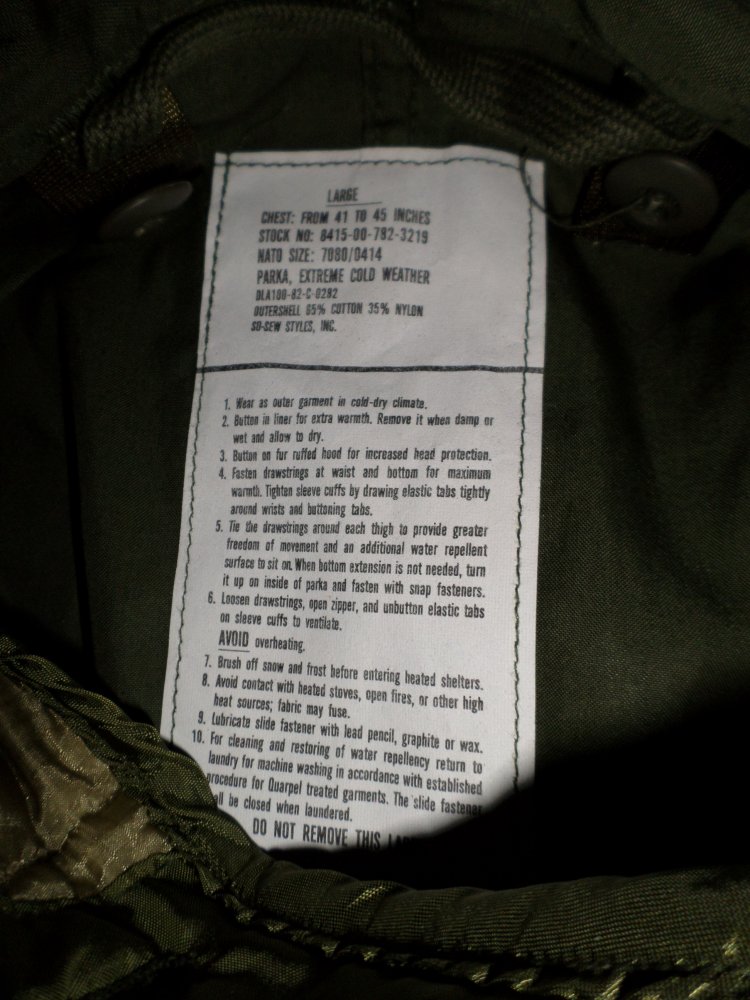 LARGE
CHEST: FROM 41 TO 45 INCHES
STOCK NO: 8415-00-782-3219
NATO SIZE: 7080/0414
PARKA, EXTREME COLD WEATHER
DLA100-82-C-0292
OUTERSHELL 65% COTTON 35% NYLON
SO-SEW STYLES, INC.
1. Wear as outer garment in cold-dry climate.
2. Button in liner for extra warmth. Remove it when damp or
wet and allow to dry.
3. Button on fur ruffed hood for increased head protection.
4. Fasten drawstrings at waist and bottom for maximum
warmth. Tighten sleeve cuffs by drawing elastic tabs tightly
around wrists and buttoning tabs.
5. Tie the drawstrings around each thigh to provide greater
freedom of movement and an additional water repellent
surface to sit on. When bottom extension is not needed, turn
it up on inside of parka and fasten with snap fasteners.
6. Loosen drawstrings, open zipper, and unbutton elastic tabs
on sleeve cuffs to ventilate.
AVOID overheating.
7. Brush off snow and frost before entering heated shelters.
8. Avoid contact with heated stoves, open fires, or other high
heat sources; fabric may fuse.
9. Lubricate slide fastener with lead pencil, graphite or wax.
10. For cleaning and restoring of water repellency return to
laundry for machine washing in accordance with established
procedure for Quarpel treated garments. The slide fastener
be closed when laundered.
DO NOT REMOVE THIS